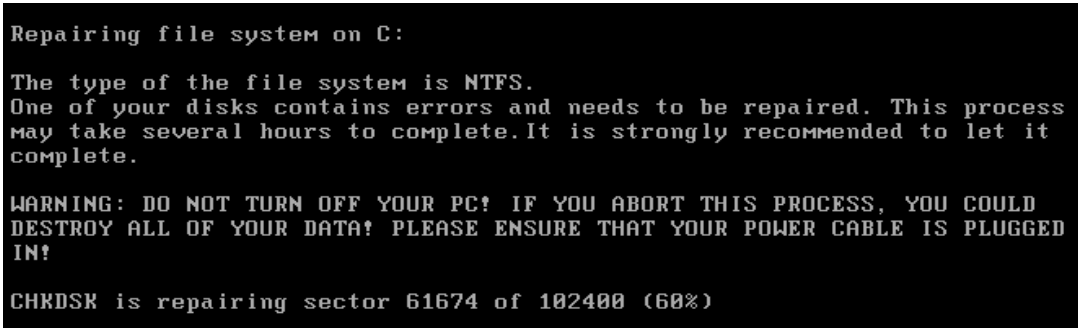 Repairing file system on C:
The type of the file system is NTFS.
One of your disks contains errors and needs to be repaired. This process
may take several hours to complete.It is strongly recommended to let it
complete.
WARNING: DO NOT TURN OFF YOUR PC! IF YOU ABORT THIS PROCESS, YOU COULD
DESTROY ALL OF YOUR DATA! PLEASE ENSURE THAT YOUR POWER CABLE IS PLUGGED
IN!
CHKDSK is repairing sector 61674 of 102400 (60%)